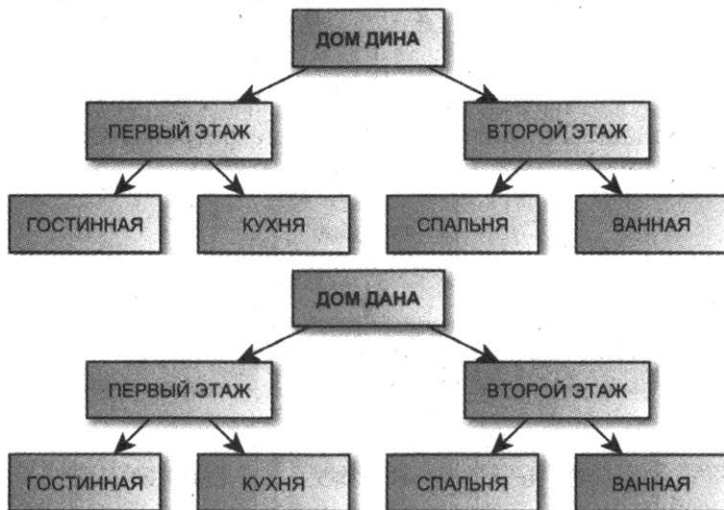 ДОМ ДИНА
ПЕРВЫЙ ЭТАЖ ВТОРОЙ ЭТАЖ
ГОСТИННАЯ КУХНЯ СПАЛЬНЯ ВАННАЯ
ДОМ ДАНА
ПЕРВЫЙ ЭТАЖ ВТОРОЙ ЭТАЖ
ГОСТИННАЯ КУХНЯ СПАЛЬНЯ ВАННАЯ